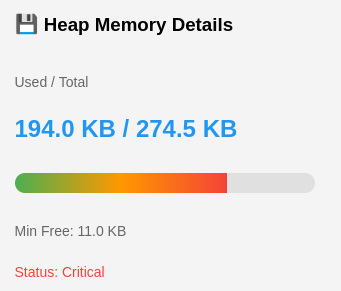 💾 Heap Memory Details
Used / Total
194.0 KB / 274.5 KB
Min Free: 11.0 KB
Status: Critical